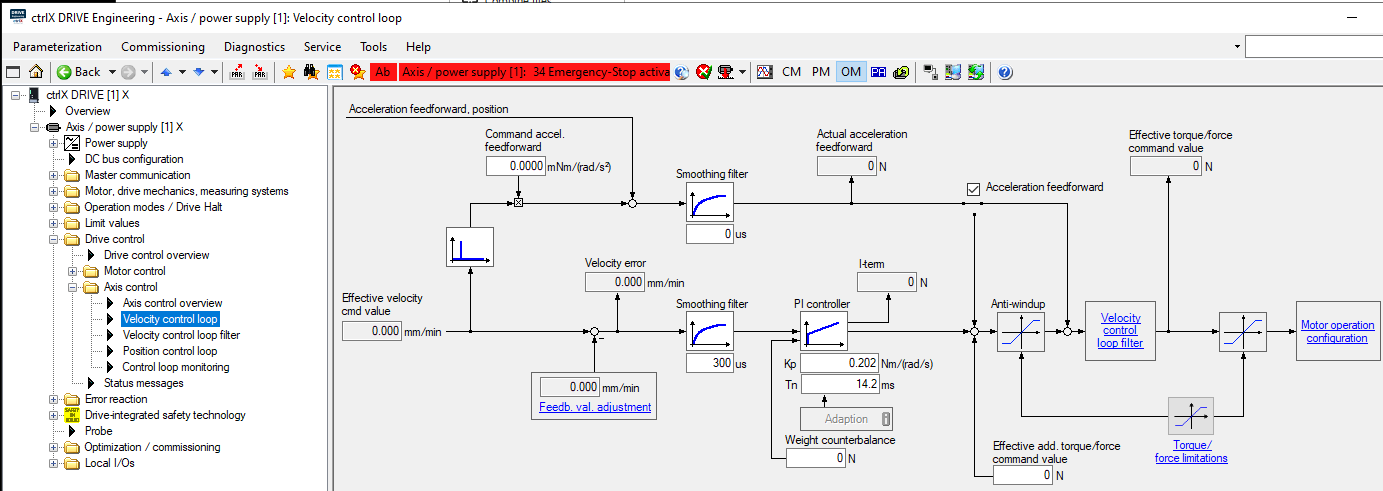 ctrlX DRIVE Engineering - Axis / power supply [1]: Velocity control loop
Parameterization Commissioning Diagnostics Service Tools Help
Back PAR PAR Ab Axis / power supply [1]: 34 Emergency-Stop activa CM PM OM
ctrlX DRIVE [1] X
Overview
Axis / power supply [1] X
Power supply
DC bus configuration
Master communication
Motor, drive mechanics, measuring systems
Operation modes / Drive Halt
Limit values
Drive control
Drive control overview
Motor control
Axis control
Axis control overview
Velocity control loop
Velocity control loop filter
Position control loop
Control loop monitoring
Status messages
Error reaction
Drive-integrated safety technology
Probe
Optimization / commissioning
Local I/Os
Acceleration feedforward, position
Command accel.
feedforward
0.0000 mNm/(rad/s²)
Smoothing filter
0 us
Actual acceleration
feedforward
0 N
Acceleration feedforward
Effective torque/force
command value
0 N
Effective velocity
cmd value
0.000 mm/min
Velocity error
0.000 mm/min
–
0.000 mm/min
Feedb. val. adjustment
Smoothing filter
300 us
I-term
0 N
PI controller
Kp 0.202 Nm/(rad/s)
Tn 14.2 ms
Adaption
Weight counterbalance
0 N
Anti-windup
Velocity
control
loop filter
Motor operation
configuration
Effective add. torque/force
command value
0 N
Torque/
force limitations